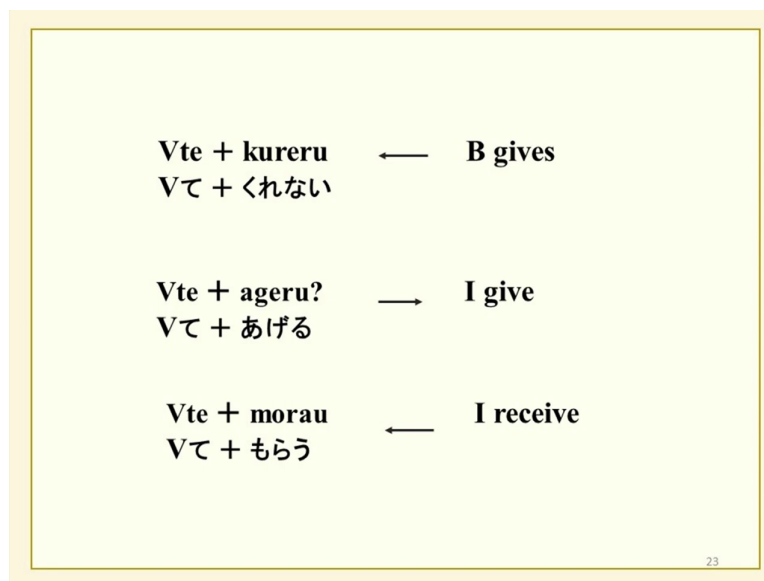 Vte + kureru ← B gives
Vて + くれない
Vte + ageru? → I give
Vて + あげる
Vte + morau ← I receive
Vて + もらう
23